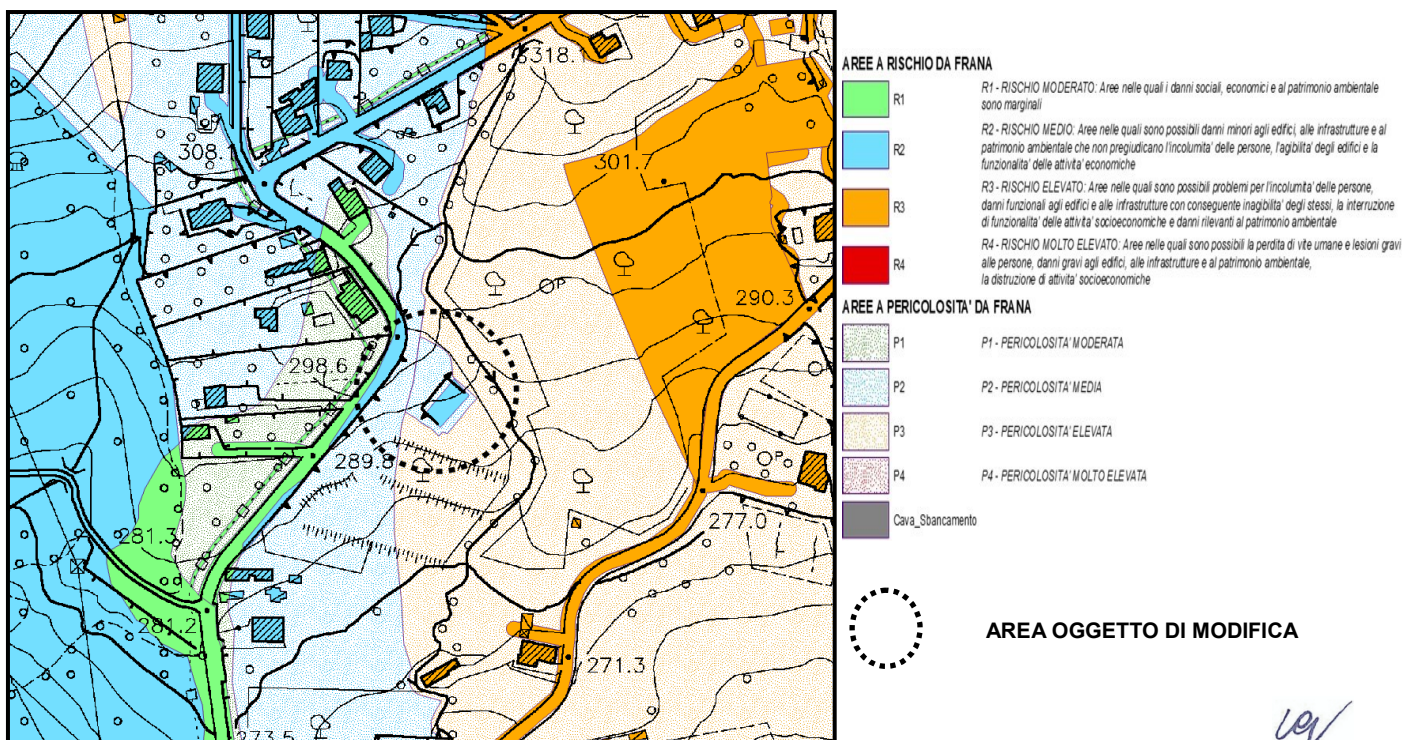 318.1
308.1
301.7
P
290.3
298.6
289.8
P
277.0
281.3
281.2
271.3
273.5
AREE A RISCHIO DA FRANA
R1
R1 - RISCHIO MODERATO: Aree nelle quali i danni sociali, economici e al patrimonio ambientale
sono marginali
R2
R2 - RISCHIO MEDIO: Aree nelle quali sono possibili danni minori agli edifici, alle infrastrutture e al
patrimonio ambientale che non pregiudicano l'incolumita' delle persone, l'agibilita' degli edifici e la
funzionalita' delle attivita' economiche
R3
R3 - RISCHIO ELEVATO: Aree nelle quali sono possibili problemi per l'incolumita' delle persone,
danni funzionali agli edifici e alle infrastrutture con conseguente inagibilita' degli stessi, la interruzione
di funzionalita' delle attivita' socioeconomiche e danni rilevanti al patrimonio ambientale
R4
R4 - RISCHIO MOLTO ELEVATO: Aree nelle quali sono possibili la perdita di vite umane e lesioni gravi
alle persone, danni gravi agli edifici, alle infrastrutture e al patrimonio ambientale,
la distruzione di attivita' socioeconomiche
AREE A PERICOLOSITA' DA FRANA
P1
P1 - PERICOLOSITA' MODERATA
P2
P2 - PERICOLOSITA' MEDIA
P3
P3 - PERICOLOSITA' ELEVATA
P4
P4 - PERICOLOSITA' MOLTO ELEVATA
Cava_Sbancamento
AREA OGGETTO DI MODIFICA